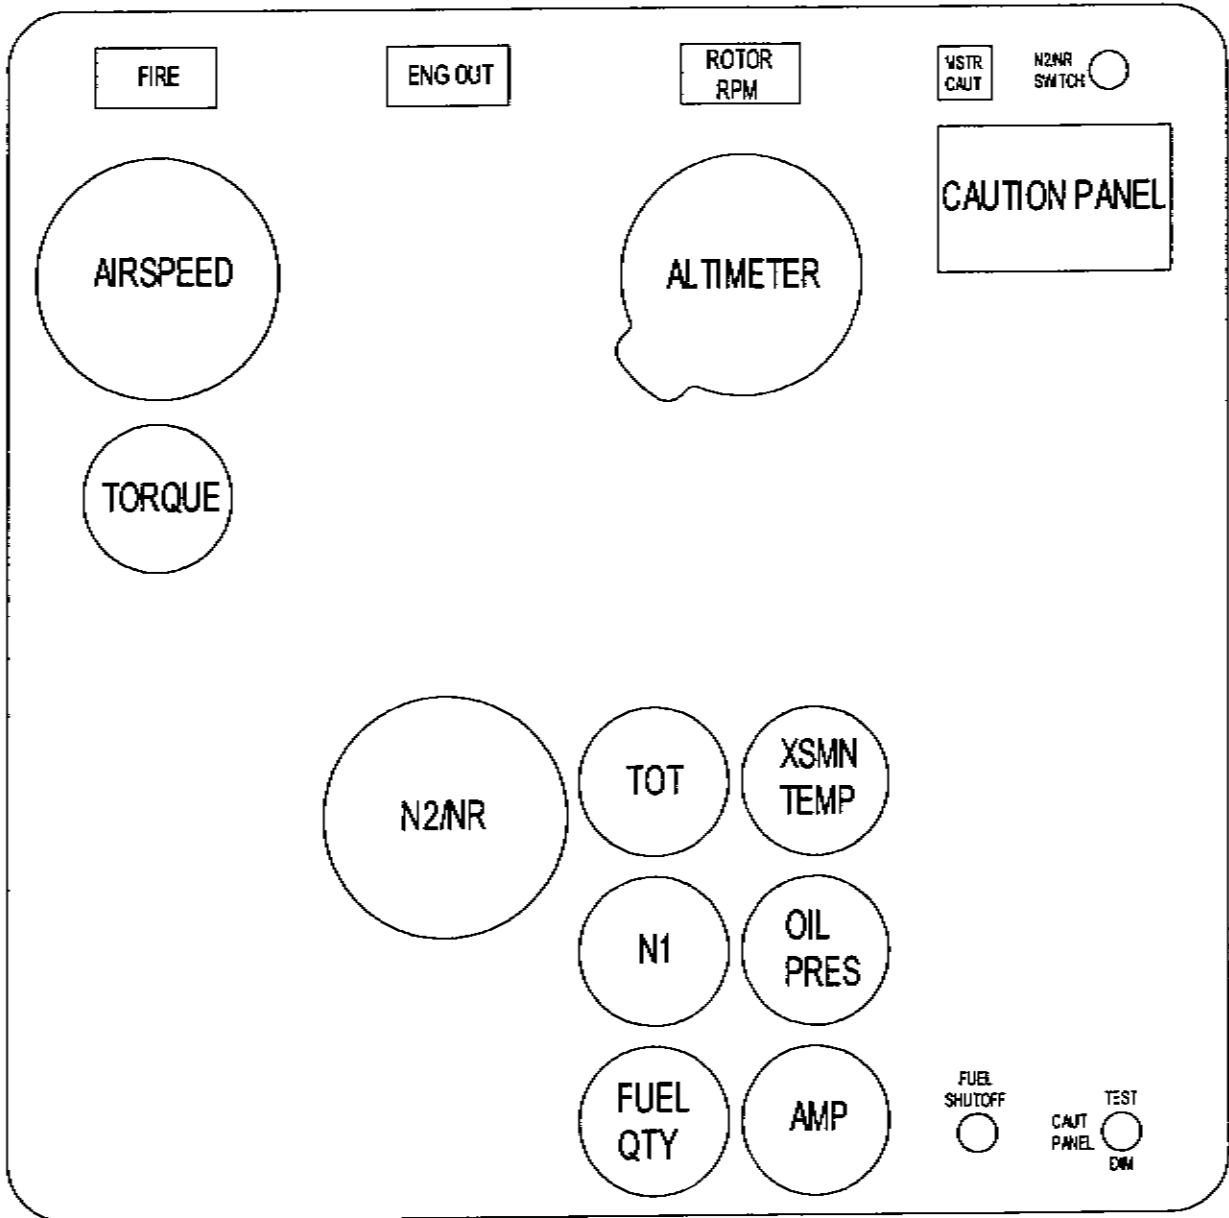 FIRE
ENG OUT
ROTOR
RPM
MSTR
CAUT
N2/NR
SWITCH
CAUTION PANEL
AIRSPEED
ALTIMETER
TORQUE
N2/NR
TOT
XSMN
TEMP
N1
OIL
PRES
FUEL
QTY
AMP
FUEL
SHUTOFF
TEST
CAUT
PANEL
DIM